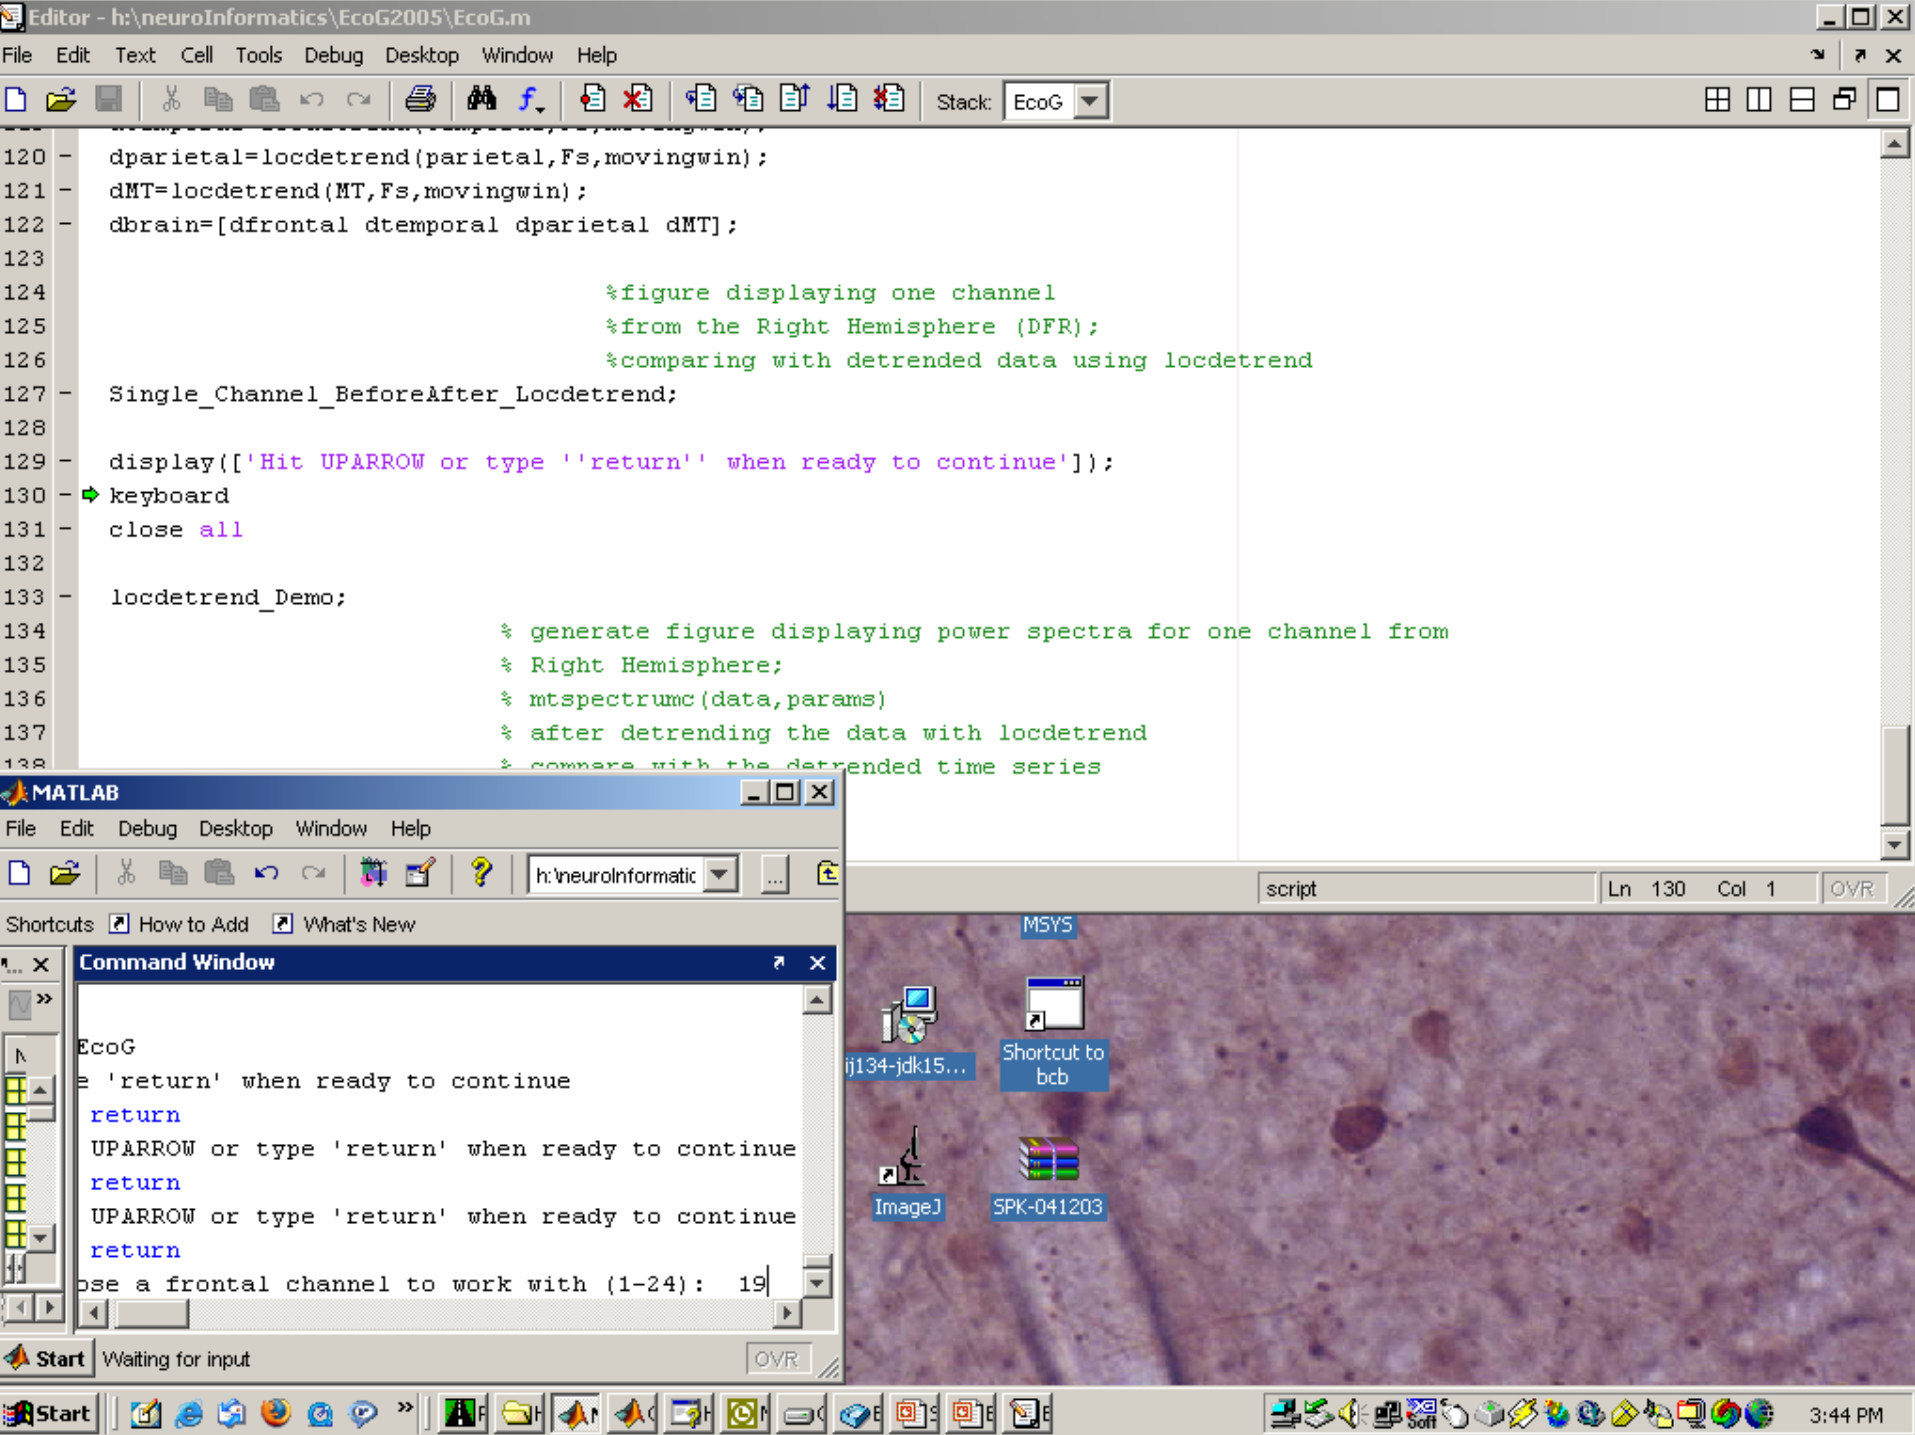 Editor - h:\neuroInformatics\EcoG2005\EcoG.m
File Edit Text Cell Tools Debug Desktop Window Help
Stack: EcoG
120 - dparietal=locdetrend(parietal,Fs,movingwin);
121 - dMT=locdetrend(MT,Fs,movingwin);
122 - dbrain=[dfrontal dtemporal dparietal dMT];
123
124 %figure displaying one channel
125 %from the Right Hemisphere (DFR);
126 %comparing with detrended data using locdetrend
127 - Single_Channel_BeforeAfter_Locdetrend;
128
129 - display(['Hit UPARROW or type ''return'' when ready to continue']);
130 - keyboard
131 - close all
132
133 - locdetrend_Demo;
134 % generate figure displaying power spectra for one channel from
135 % Right Hemisphere;
136 % mtspectrumc(data,params)
137 % after detrending the data with locdetrend
138 % compare with the detrended time series
script Ln 130 Col 1 OVR
MATLAB
File Edit Debug Desktop Window Help
h:\neuroInformatic ...
Shortcuts How to Add What's New
Command Window
EcoG
e 'return' when ready to continue
return
UPARROW or type 'return' when ready to continue
return
UPARROW or type 'return' when ready to continue
return
ose a frontal channel to work with (1-24): 19
Start Waiting for input OVR
MSYS
ij134-jdk15...
Shortcut to
bcb
ImageJ
SPK-041203
Start
3:44 PM